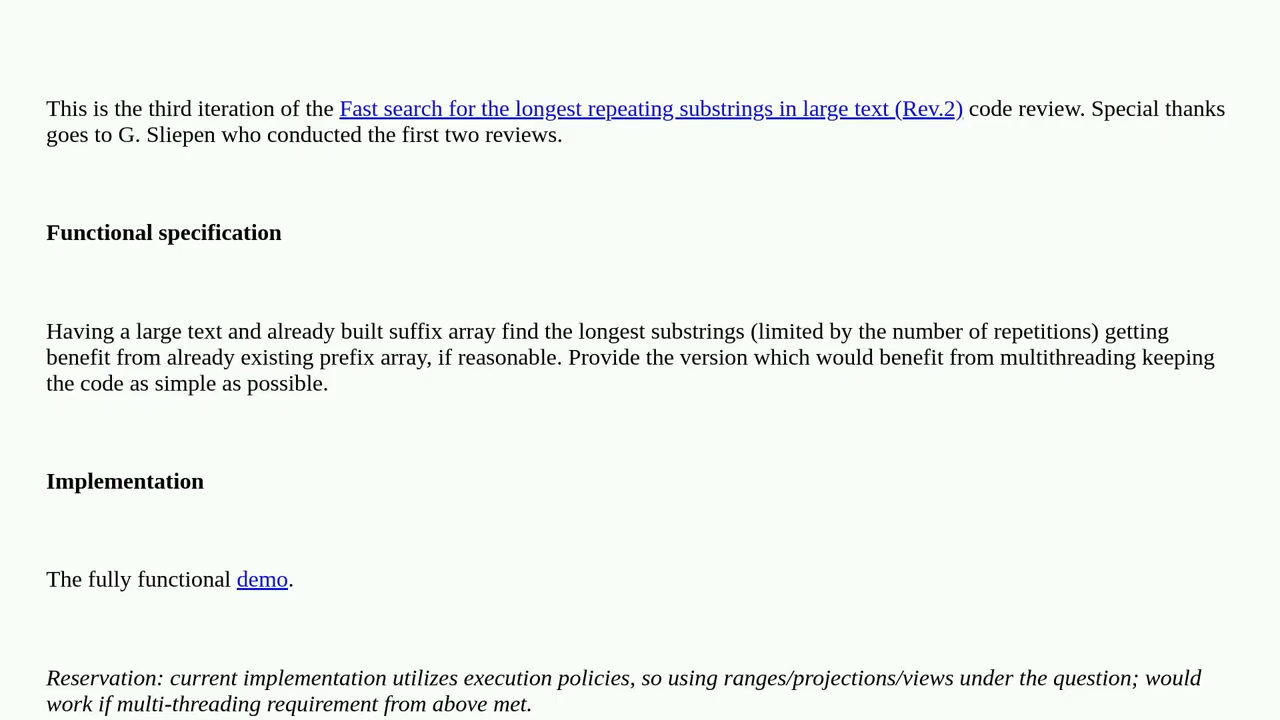 This is the third iteration of the Fast search for the longest repeating substrings in large text (Rev.2) code review. Special thanks
goes to G. Sliepen who conducted the first two reviews.
Functional specification
Having a large text and already built suffix array find the longest substrings (limited by the number of repetitions) getting
benefit from already existing prefix array, if reasonable. Provide the version which would benefit from multithreading keeping
the code as simple as possible.
Implementation
The fully functional demo.
Reservation: current implementation utilizes execution policies, so using ranges/projections/views under the question; would
work if multi-threading requirement from above met.